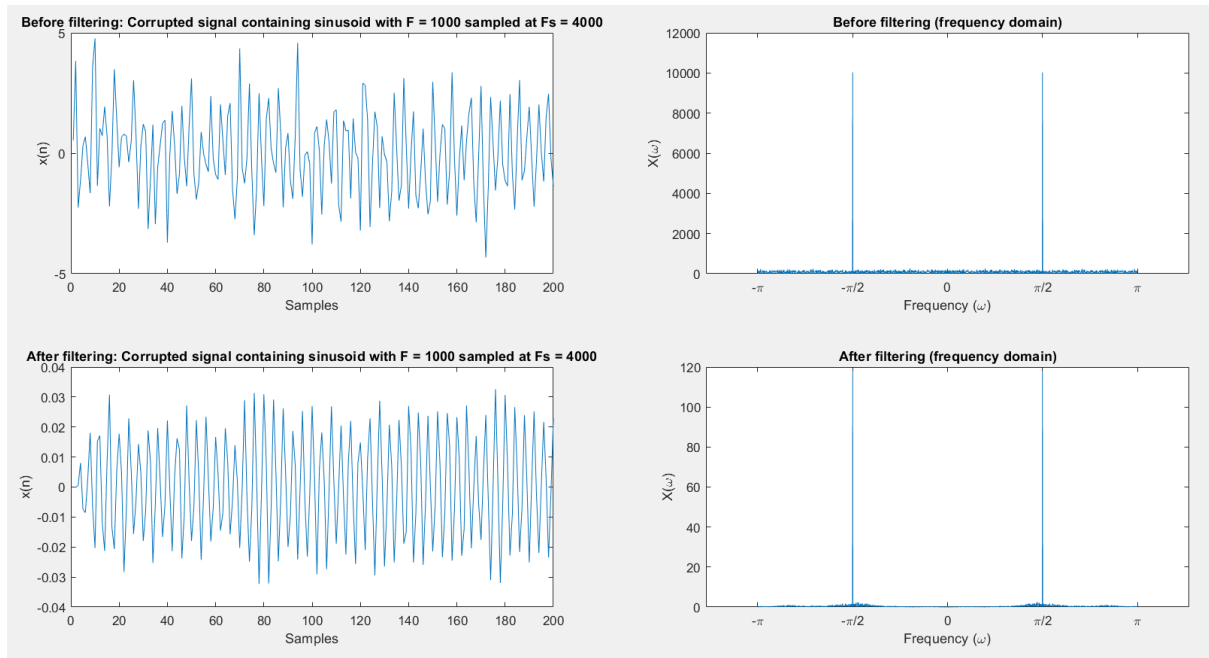 Before filtering: Corrupted signal containing sinusoid with F = 1000 sampled at Fs = 4000
5
0
-5
x(n)
0 20 40 60 80 100 120 140 160 180 200
Samples
Before filtering (frequency domain)
12000
10000
8000
6000
4000
2000
0
X(ω)
-π -π/2 0 π/2 π
Frequency (ω)
After filtering: Corrupted signal containing sinusoid with F = 1000 sampled at Fs = 4000
0.04
0.03
0.02
0.01
0
-0.01
-0.02
-0.03
-0.04
x(n)
0 20 40 60 80 100 120 140 160 180 200
Samples
After filtering (frequency domain)
120
100
80
60
40
20
0
X(ω)
-π -π/2 0 π/2 π
Frequency (ω)